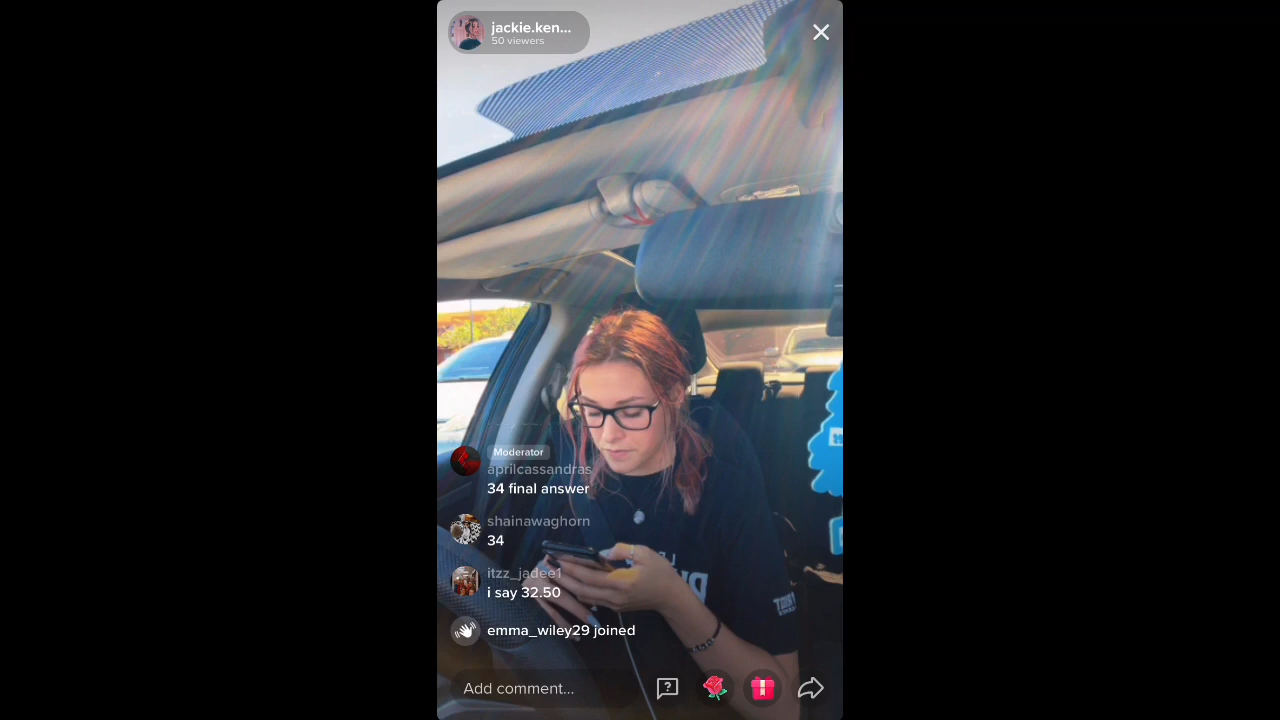 jackie.ken...
50 viewers
Moderator
aprilcassandras
34 final answer
shainawaghorn
34
itzz_jadee1
i say 32.50
emma_wiley29 joined
Add comment...